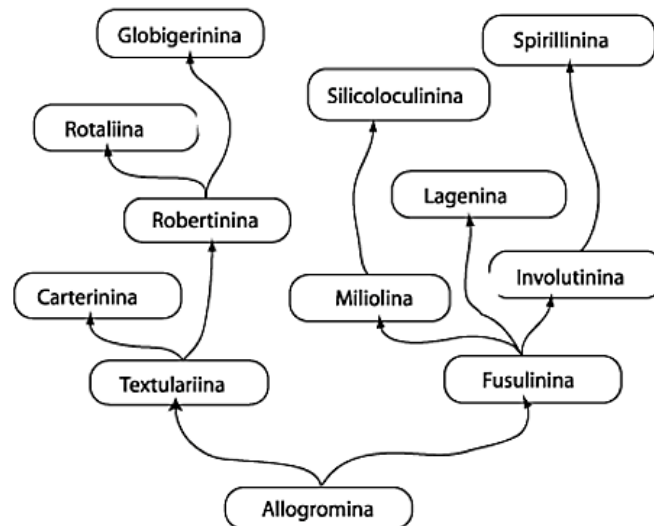 Globigerinina
Spirillinina
Silicoloculinina
Rotaliina
Lagenina
Robertinina
Involutinina
Carterinina
Miliolina
Textulariina
Fusulinina
Allogromina